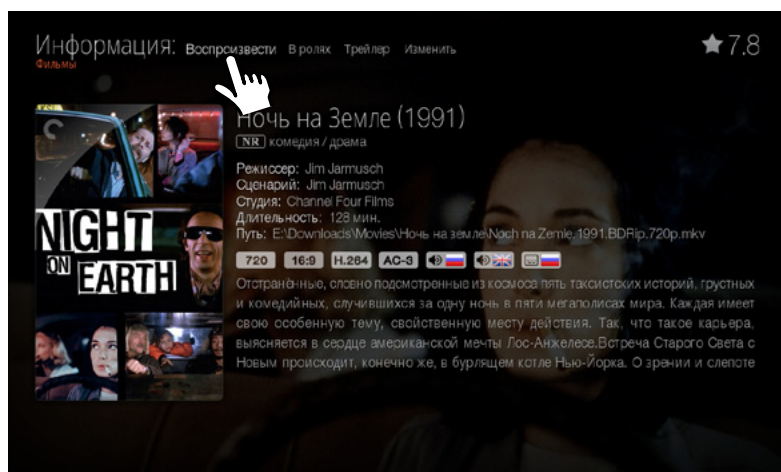 Информация: Воспроизвести В ролях Трейлер Изменить
7.8
Фильмы
Ночь на Земле (1991)
NR комедия / драма
Режиссер: Jim Jarmusch
Сценарий: Jim Jarmusch
Студия: Channel Four Films
Длительность: 128 мин.
Путь: E:\Downloads\Movies\Ночь на земле\Noch na Zemle.1991.BDRip.720p.mkv
720 16:9 H.264 AC-3
Отстранённые, словно подсмотренные из космоса пять таксистских историй, грустных
и комедийных, случившихся за одну ночь в пяти мегаполисах мира. Каждая имеет
свою особенную тему, свойственную месту действия. Так, что такое карьера,
выясняется в сердце американской мечты Лос-Анжелесе.Встреча Старого Света с
Новым происходит, конечно же, в бурлящем котле Нью-Йорка. О зрении и слепоте
NIGHT
ON EARTH